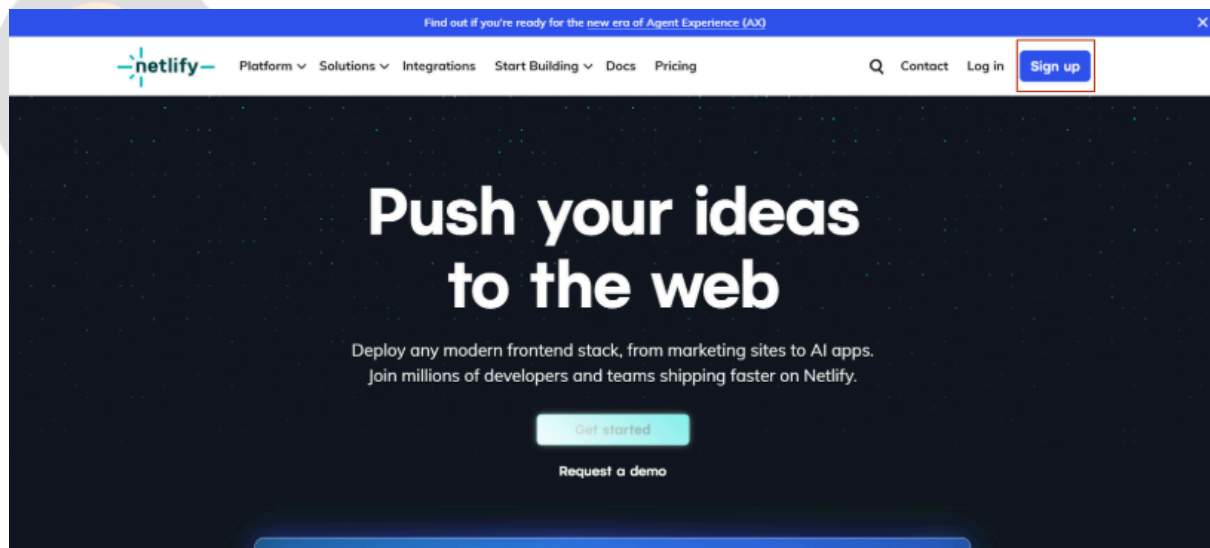 Find out if you're ready for the new era of Agent Experience (AX)
netlify Platform Solutions Integrations Start Building Docs Pricing Contact Log in Sign up
Push your ideas
to the web
Deploy any modern frontend stack, from marketing sites to AI apps.
Join millions of developers and teams shipping faster on Netlify.
Get started
Request a demo